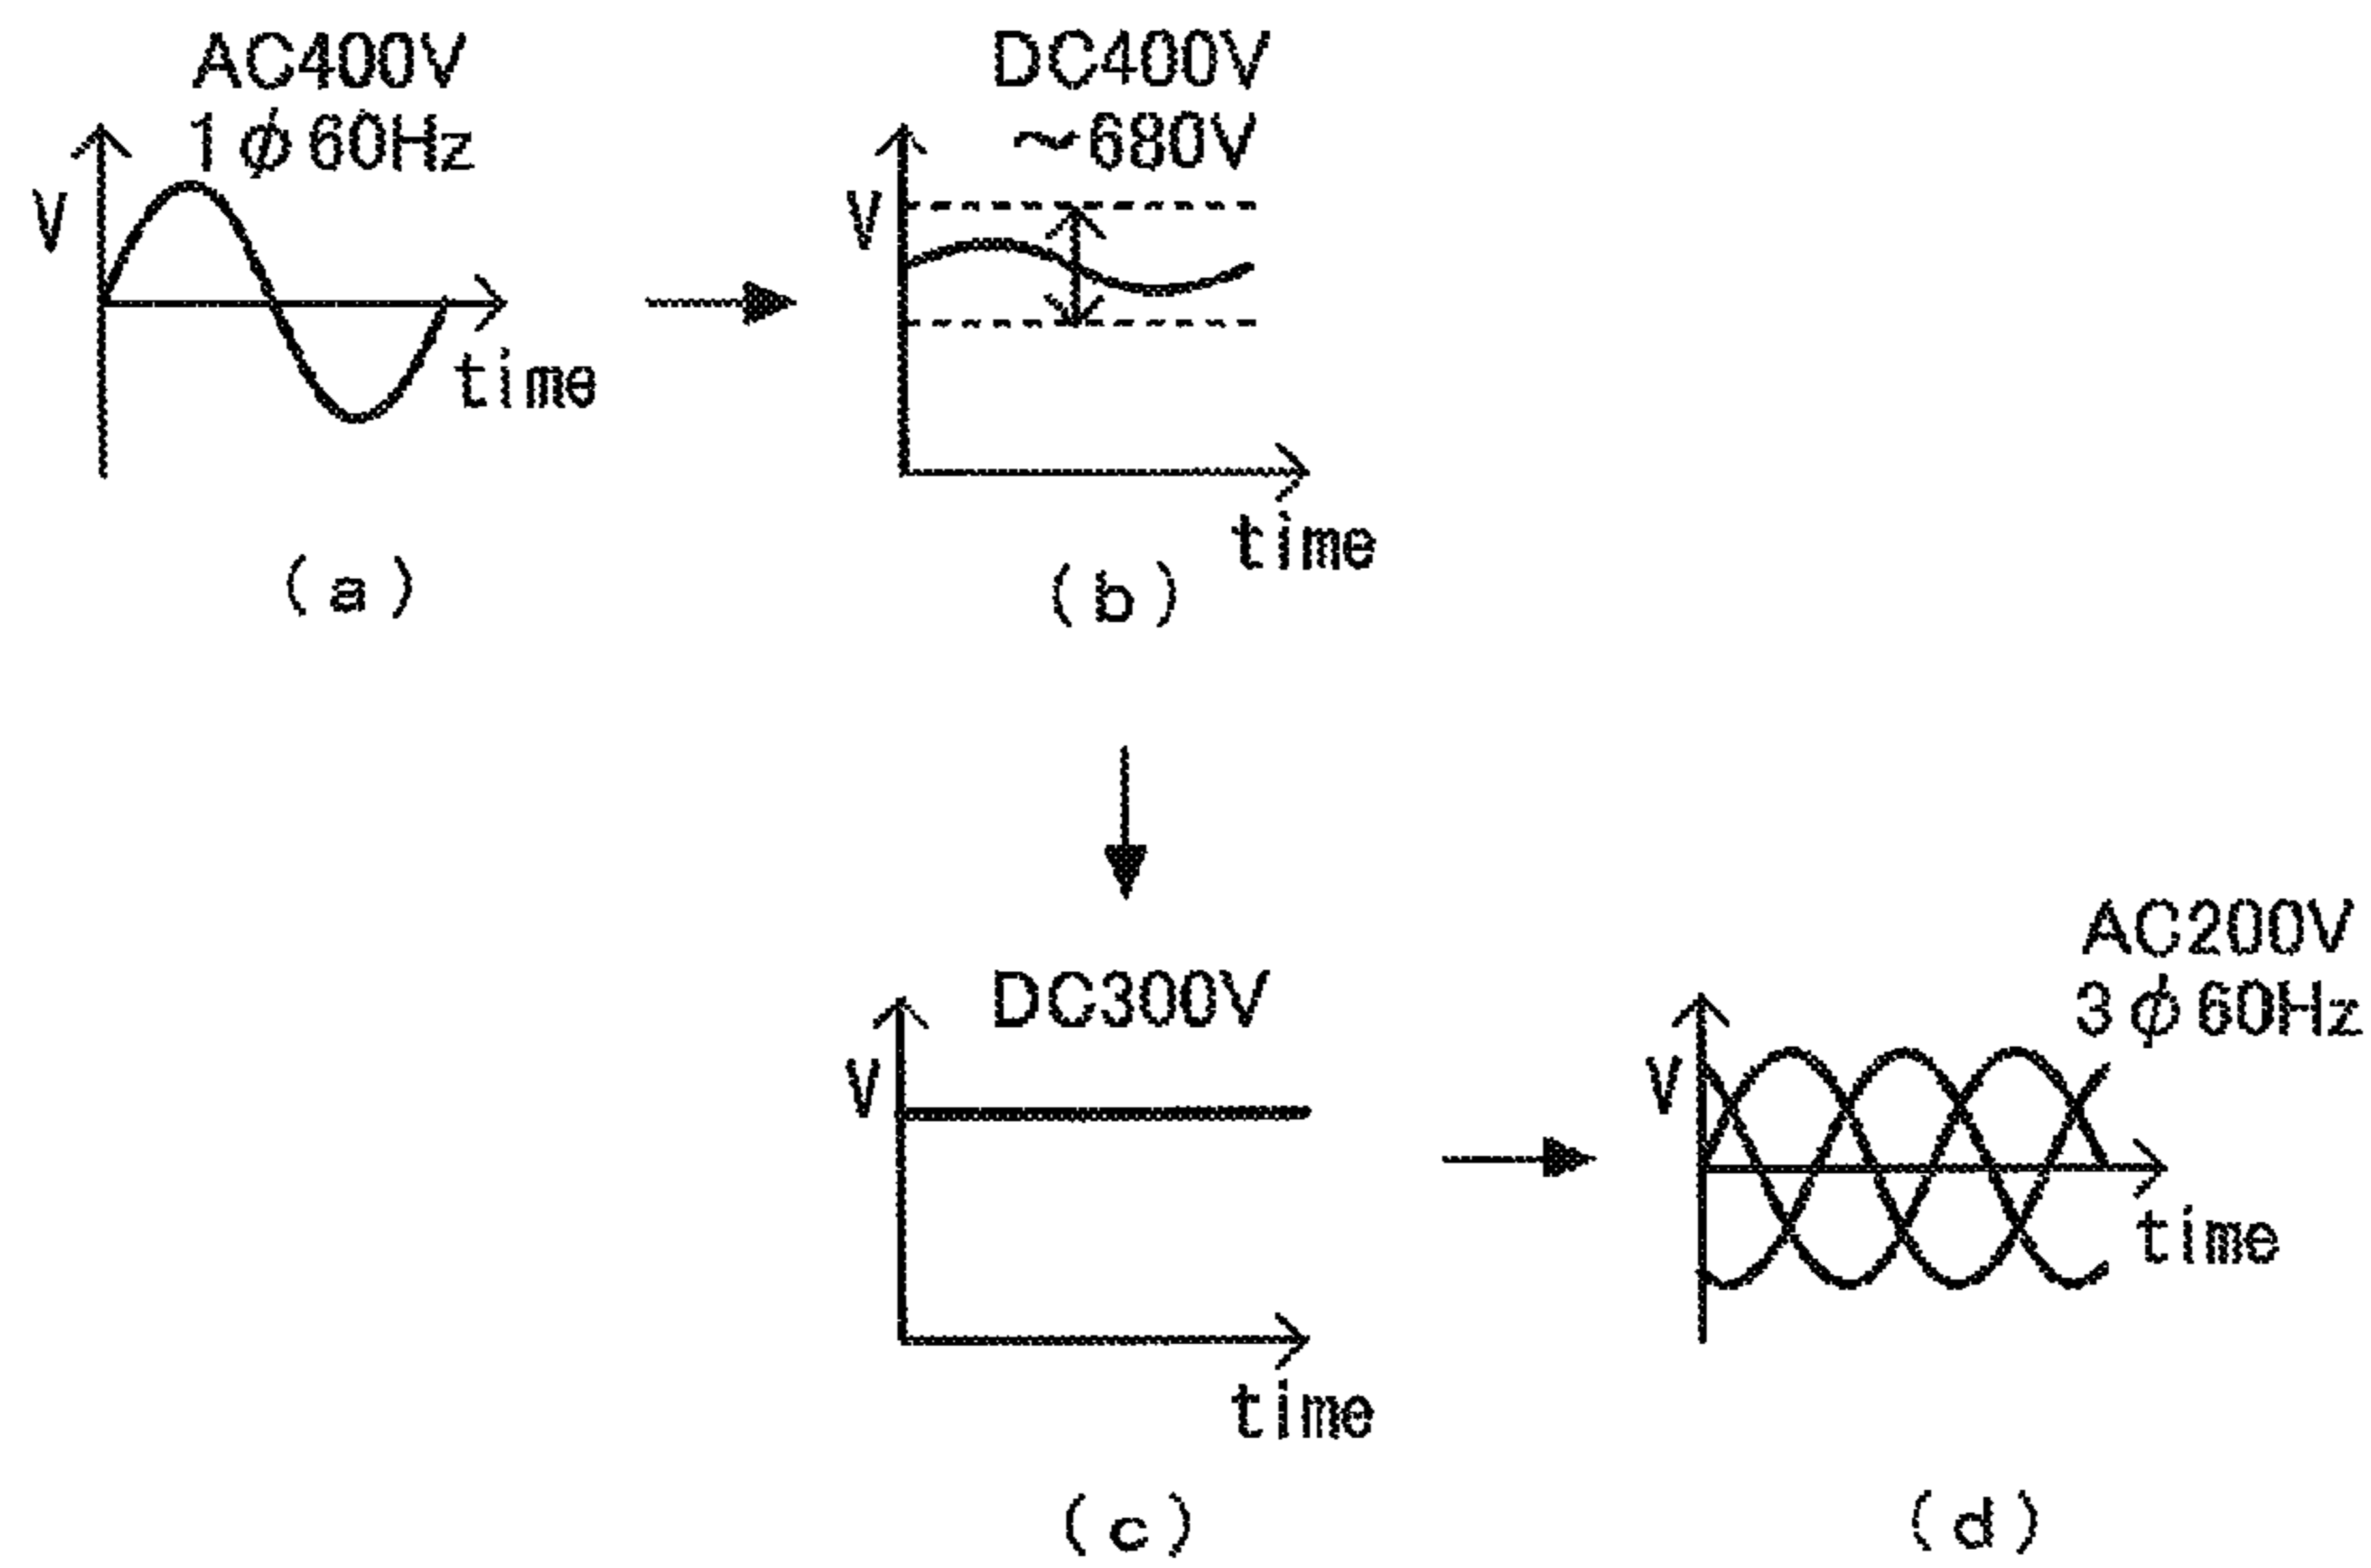 AC400V
1φ60Hz
V
time
(a)
DC400V
~680V
V
time
(b)
DC300V
V
time
(c)
AC200V
3φ60Hz
V
time
(d)